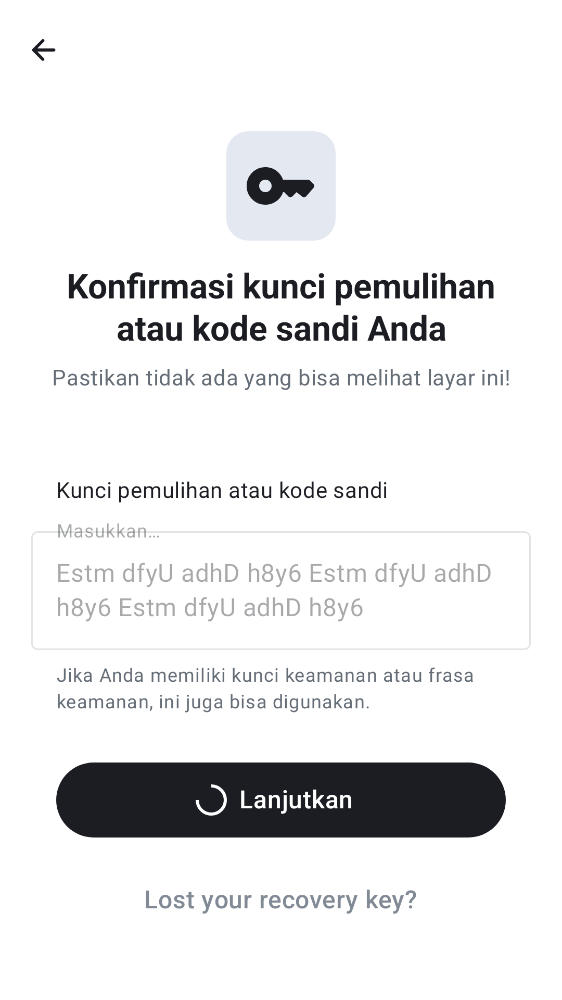 Konfirmasi kunci pemulihan
atau kode sandi Anda
Pastikan tidak ada yang bisa melihat layar ini!
Kunci pemulihan atau kode sandi
Masukkan…
Estm dfyU adhD h8y6 Estm dfyU adhD
h8y6 Estm dfyU adhD h8y6
Jika Anda memiliki kunci keamanan atau frasa
keamanan, ini juga bisa digunakan.
Lanjutkan
Lost your recovery key?